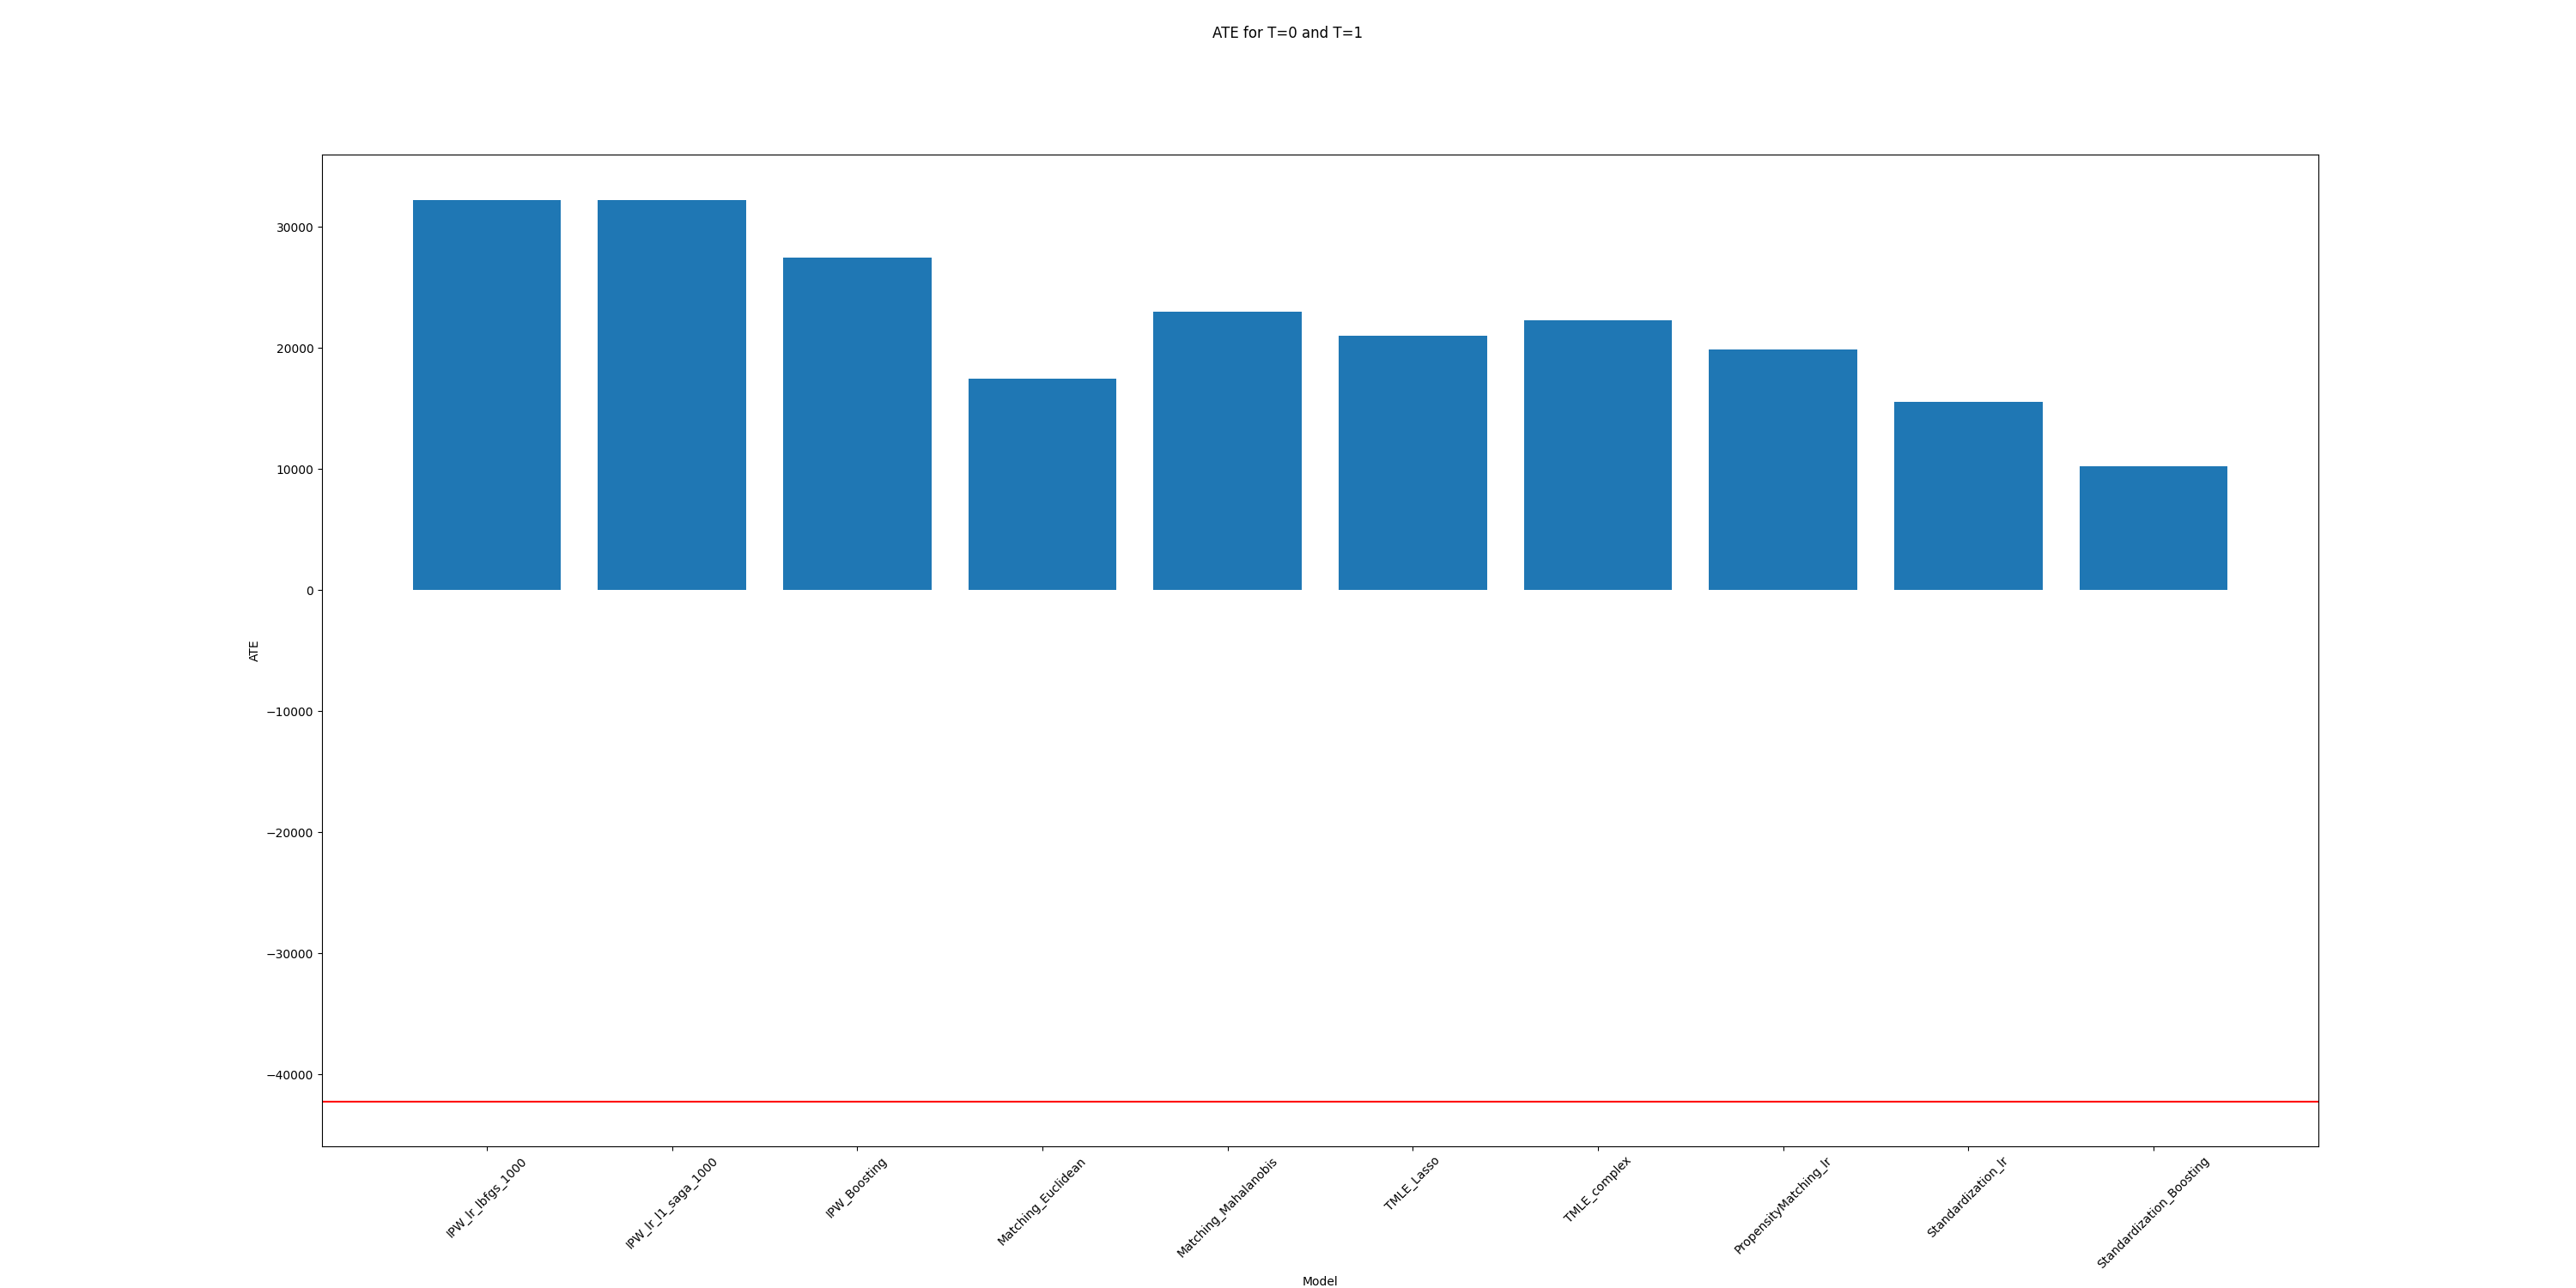 ATE for T=0 and T=1
30000
20000
10000
0
−10000
−20000
−30000
−40000
ATE
IPW_lr_lbfgs_1000
IPW_lr_l1_saga_1000
IPW_Boosting
Matching_Euclidean
Matching_Mahalanobis
TMLE_Lasso
TMLE_complex
PropensityMatching_lr
Standardization_lr
Standardization_Boosting
Model